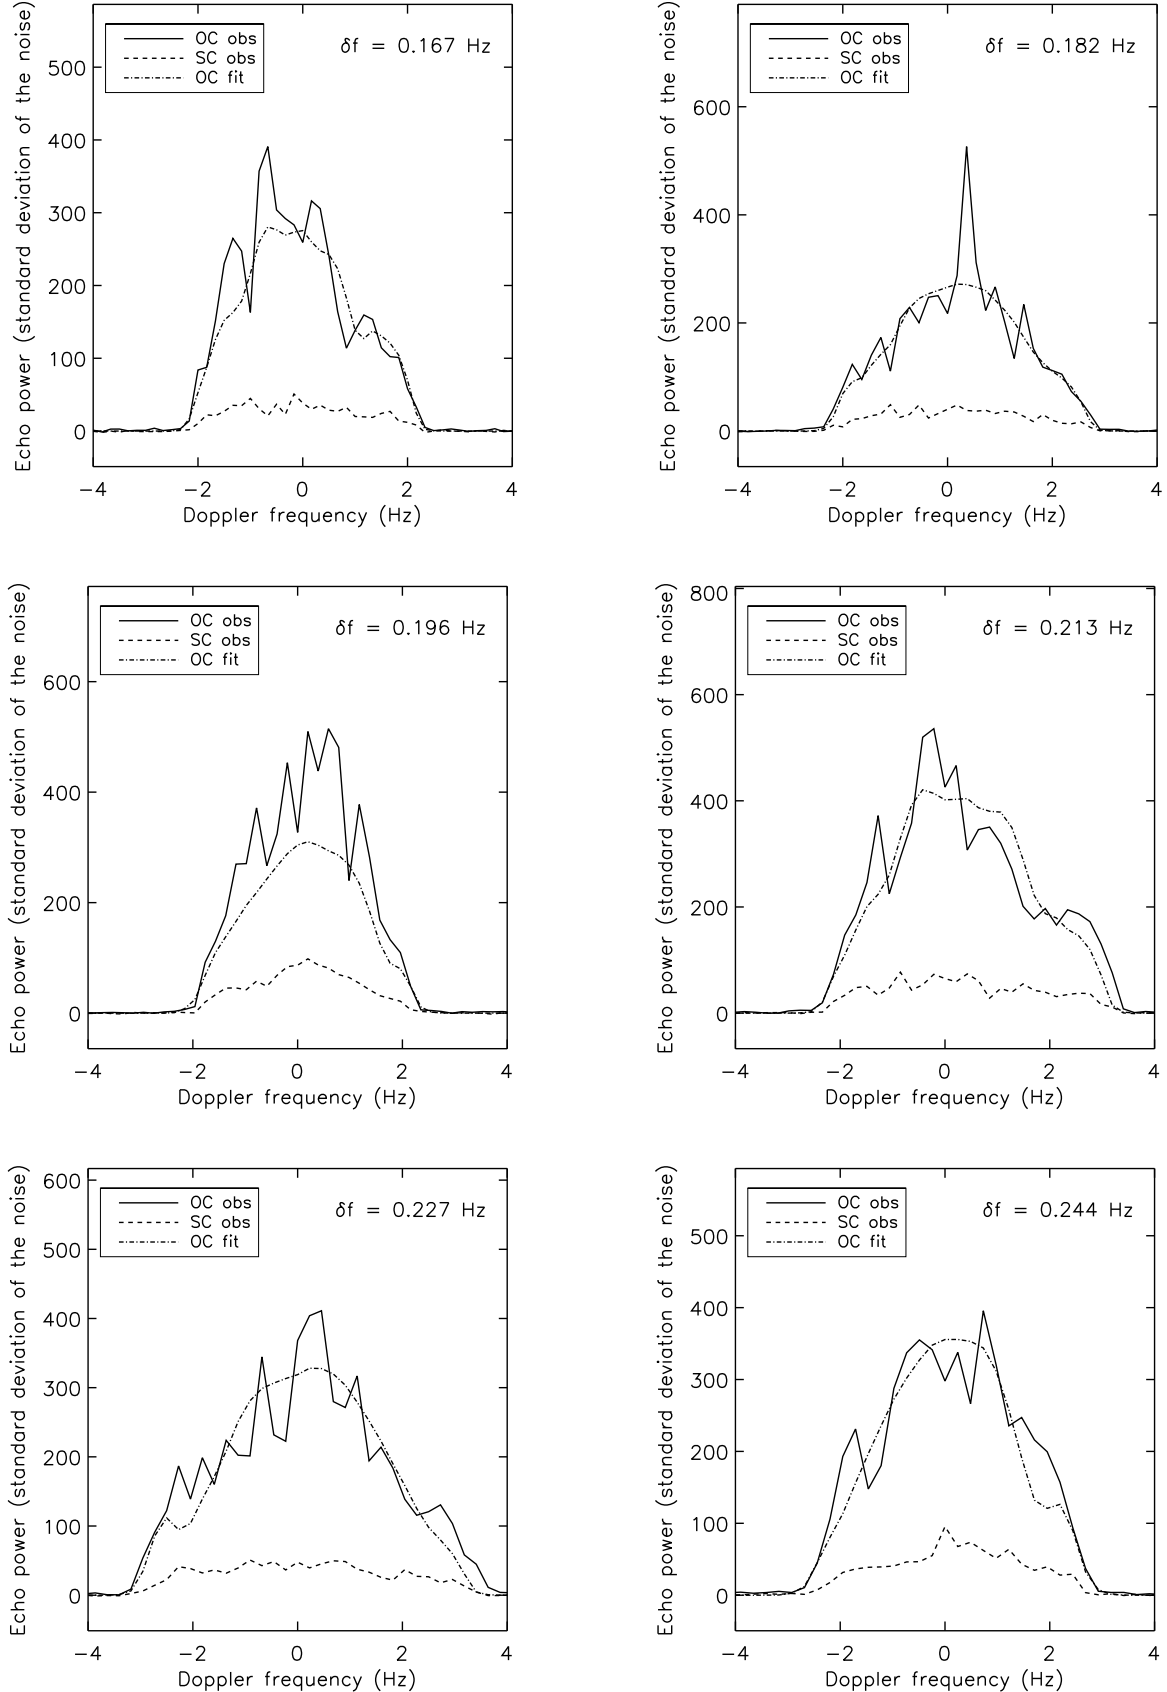 Echo power (standard deviation of the noise)
OC obs
SC obs
OC fit
δf = 0.167 Hz
500
400
300
200
100
0
−4 −2 0 2 4
Doppler frequency (Hz)
Echo power (standard deviation of the noise)
OC obs
SC obs
OC fit
δf = 0.182 Hz
600
400
200
0
−4 −2 0 2 4
Doppler frequency (Hz)
Echo power (standard deviation of the noise)
OC obs
SC obs
OC fit
δf = 0.196 Hz
600
400
200
0
−4 −2 0 2 4
Doppler frequency (Hz)
Echo power (standard deviation of the noise)
OC obs
SC obs
OC fit
δf = 0.213 Hz
800
600
400
200
0
−4 −2 0 2 4
Doppler frequency (Hz)
Echo power (standard deviation of the noise)
OC obs
SC obs
OC fit
δf = 0.227 Hz
600
500
400
300
200
100
0
−4 −2 0 2 4
Doppler frequency (Hz)
Echo power (standard deviation of the noise)
OC obs
SC obs
OC fit
δf = 0.244 Hz
500
400
300
200
100
0
−4 −2 0 2 4
Doppler frequency (Hz)